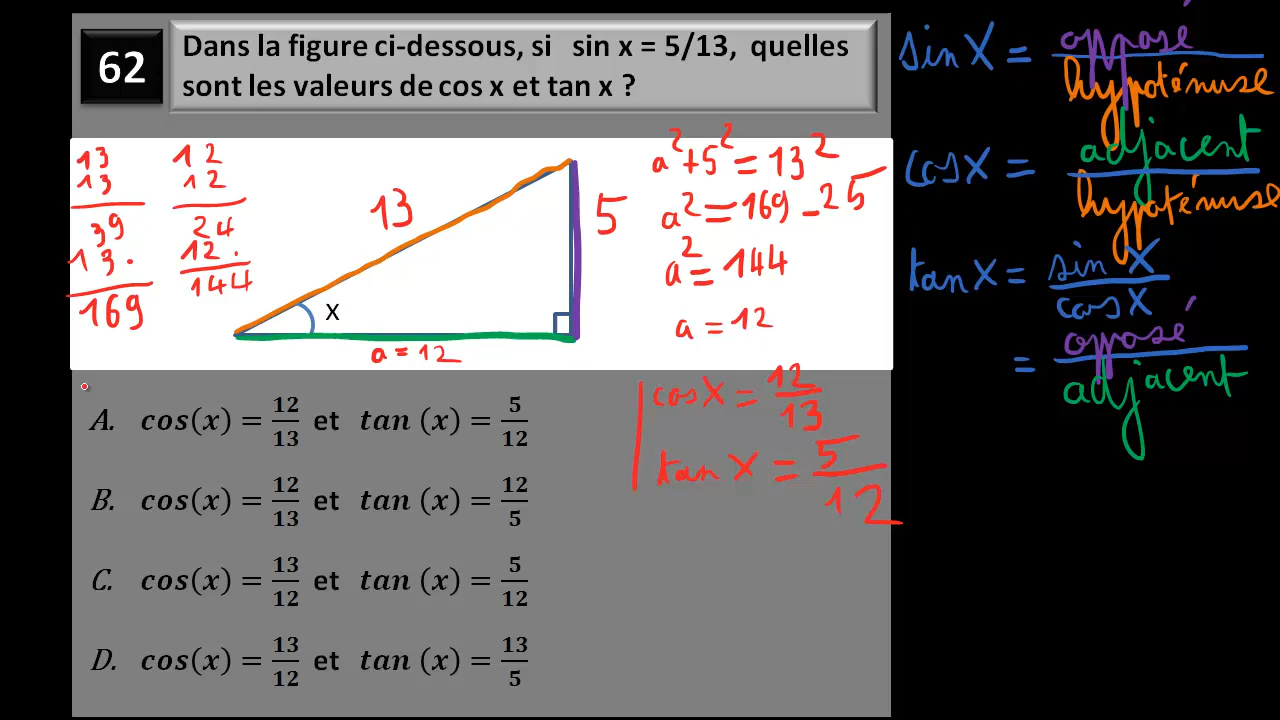 62
Dans la figure ci-dessous, si sin x = 5/13, quelles
sont les valeurs de cos x et tan x ?
13
13
39
13.
169
12
12
24
12.
144
13
5
x
a = 12
a² + 5² = 13²
a² = 169 - 25
a² = 144
a = 12
cos X = 12/13
tan X = 5/12
A. cos(x) = 12/13 et tan (x) = 5/12
B. cos(x) = 12/13 et tan (x) = 12/5
C. cos(x) = 13/12 et tan (x) = 5/12
D. cos(x) = 13/12 et tan (x) = 13/5
sin X = opposé / hypoténuse
cos X = adjacent / hypoténuse
tan X = sin X / cos X
= opposé / adjacent